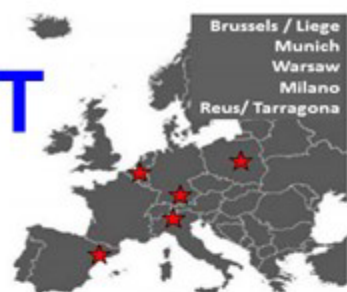 Brussels / Liege
Munich
Warsaw
Milano
Reus/ Tarragona
T